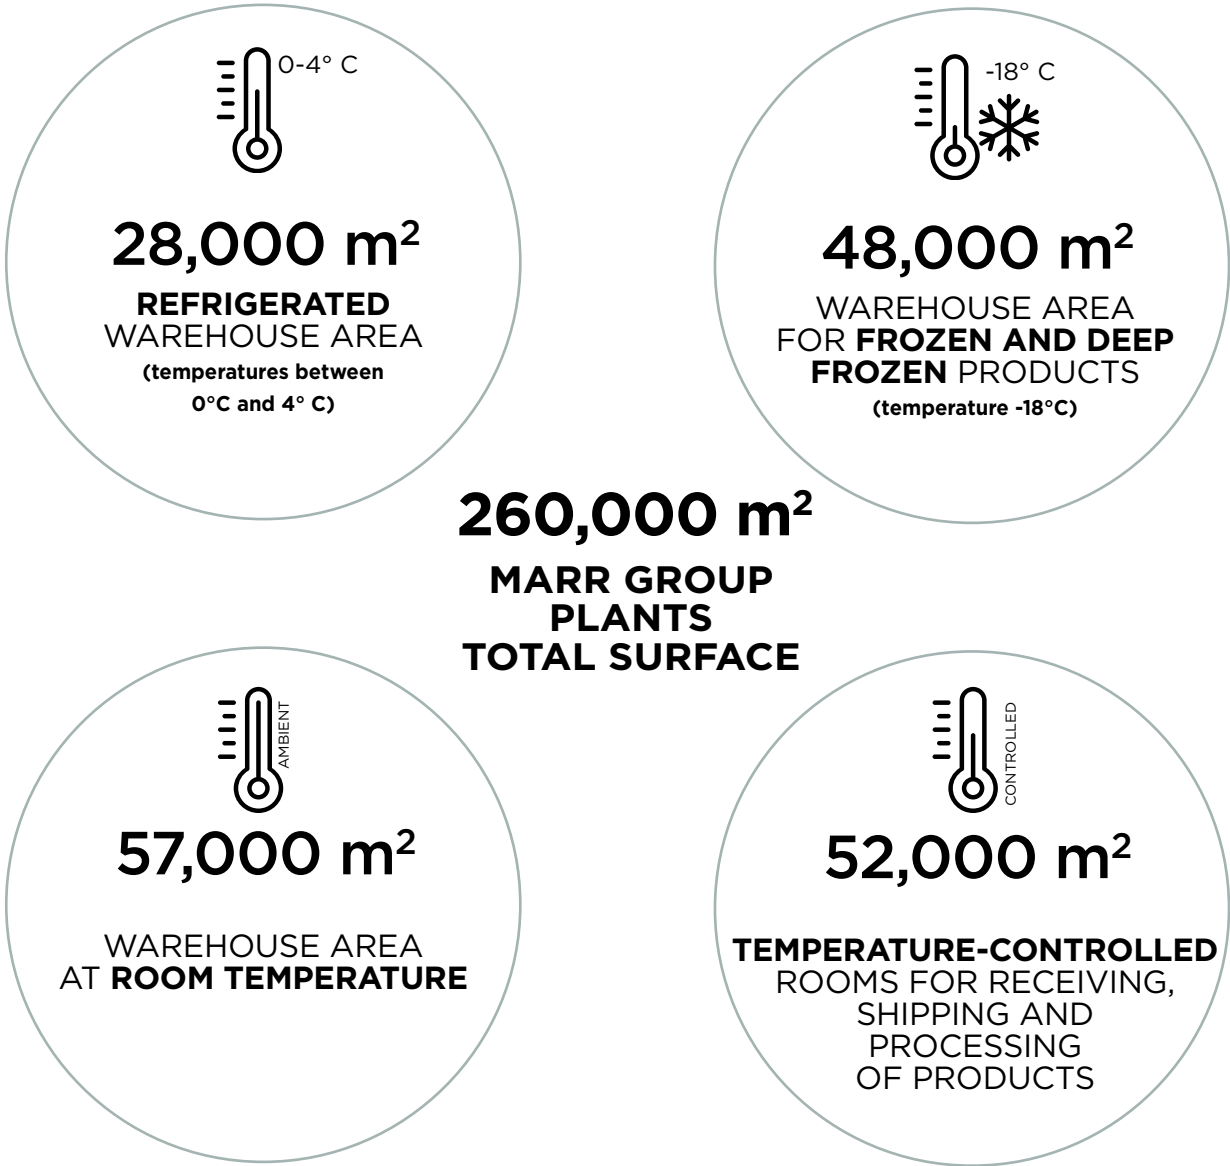 0-4° C
28,000 m²
REFRIGERATED
WAREHOUSE AREA
(temperatures between
0°C and 4° C)
-18° C
48,000 m²
WAREHOUSE AREA
FOR FROZEN AND DEEP
FROZEN PRODUCTS
(temperature -18°C)
260,000 m²
MARR GROUP
PLANTS
TOTAL SURFACE
AMBIENT
57,000 m²
WAREHOUSE AREA
AT ROOM TEMPERATURE
CONTROLLED
52,000 m²
TEMPERATURE-CONTROLLED
ROOMS FOR RECEIVING,
SHIPPING AND
PROCESSING
OF PRODUCTS